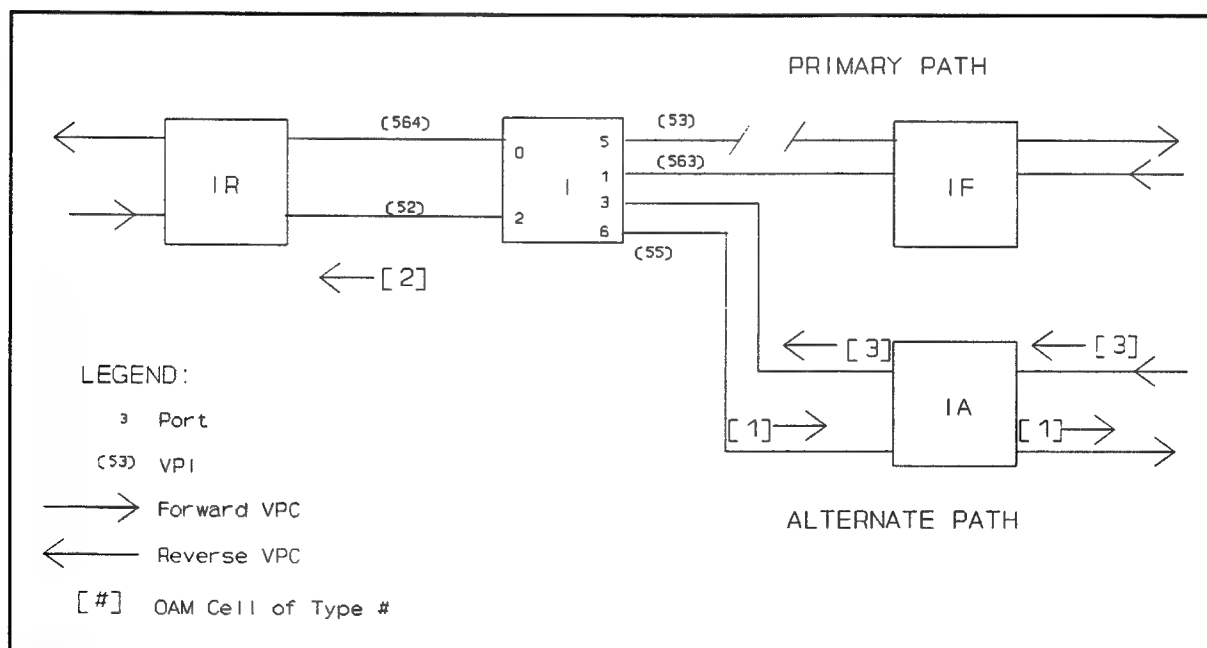 PRIMARY PATH
(564)
(53)
IR
0
I
5
(563)
1
IF
3
(52)
2
6
(55)
[2]
[3]
[3]
LEGEND:
3 Port
IA
[1]
[1]
(53) VPI
Forward VPC
ALTERNATE PATH
Reverse VPC
[#] OAM Cell of Type #